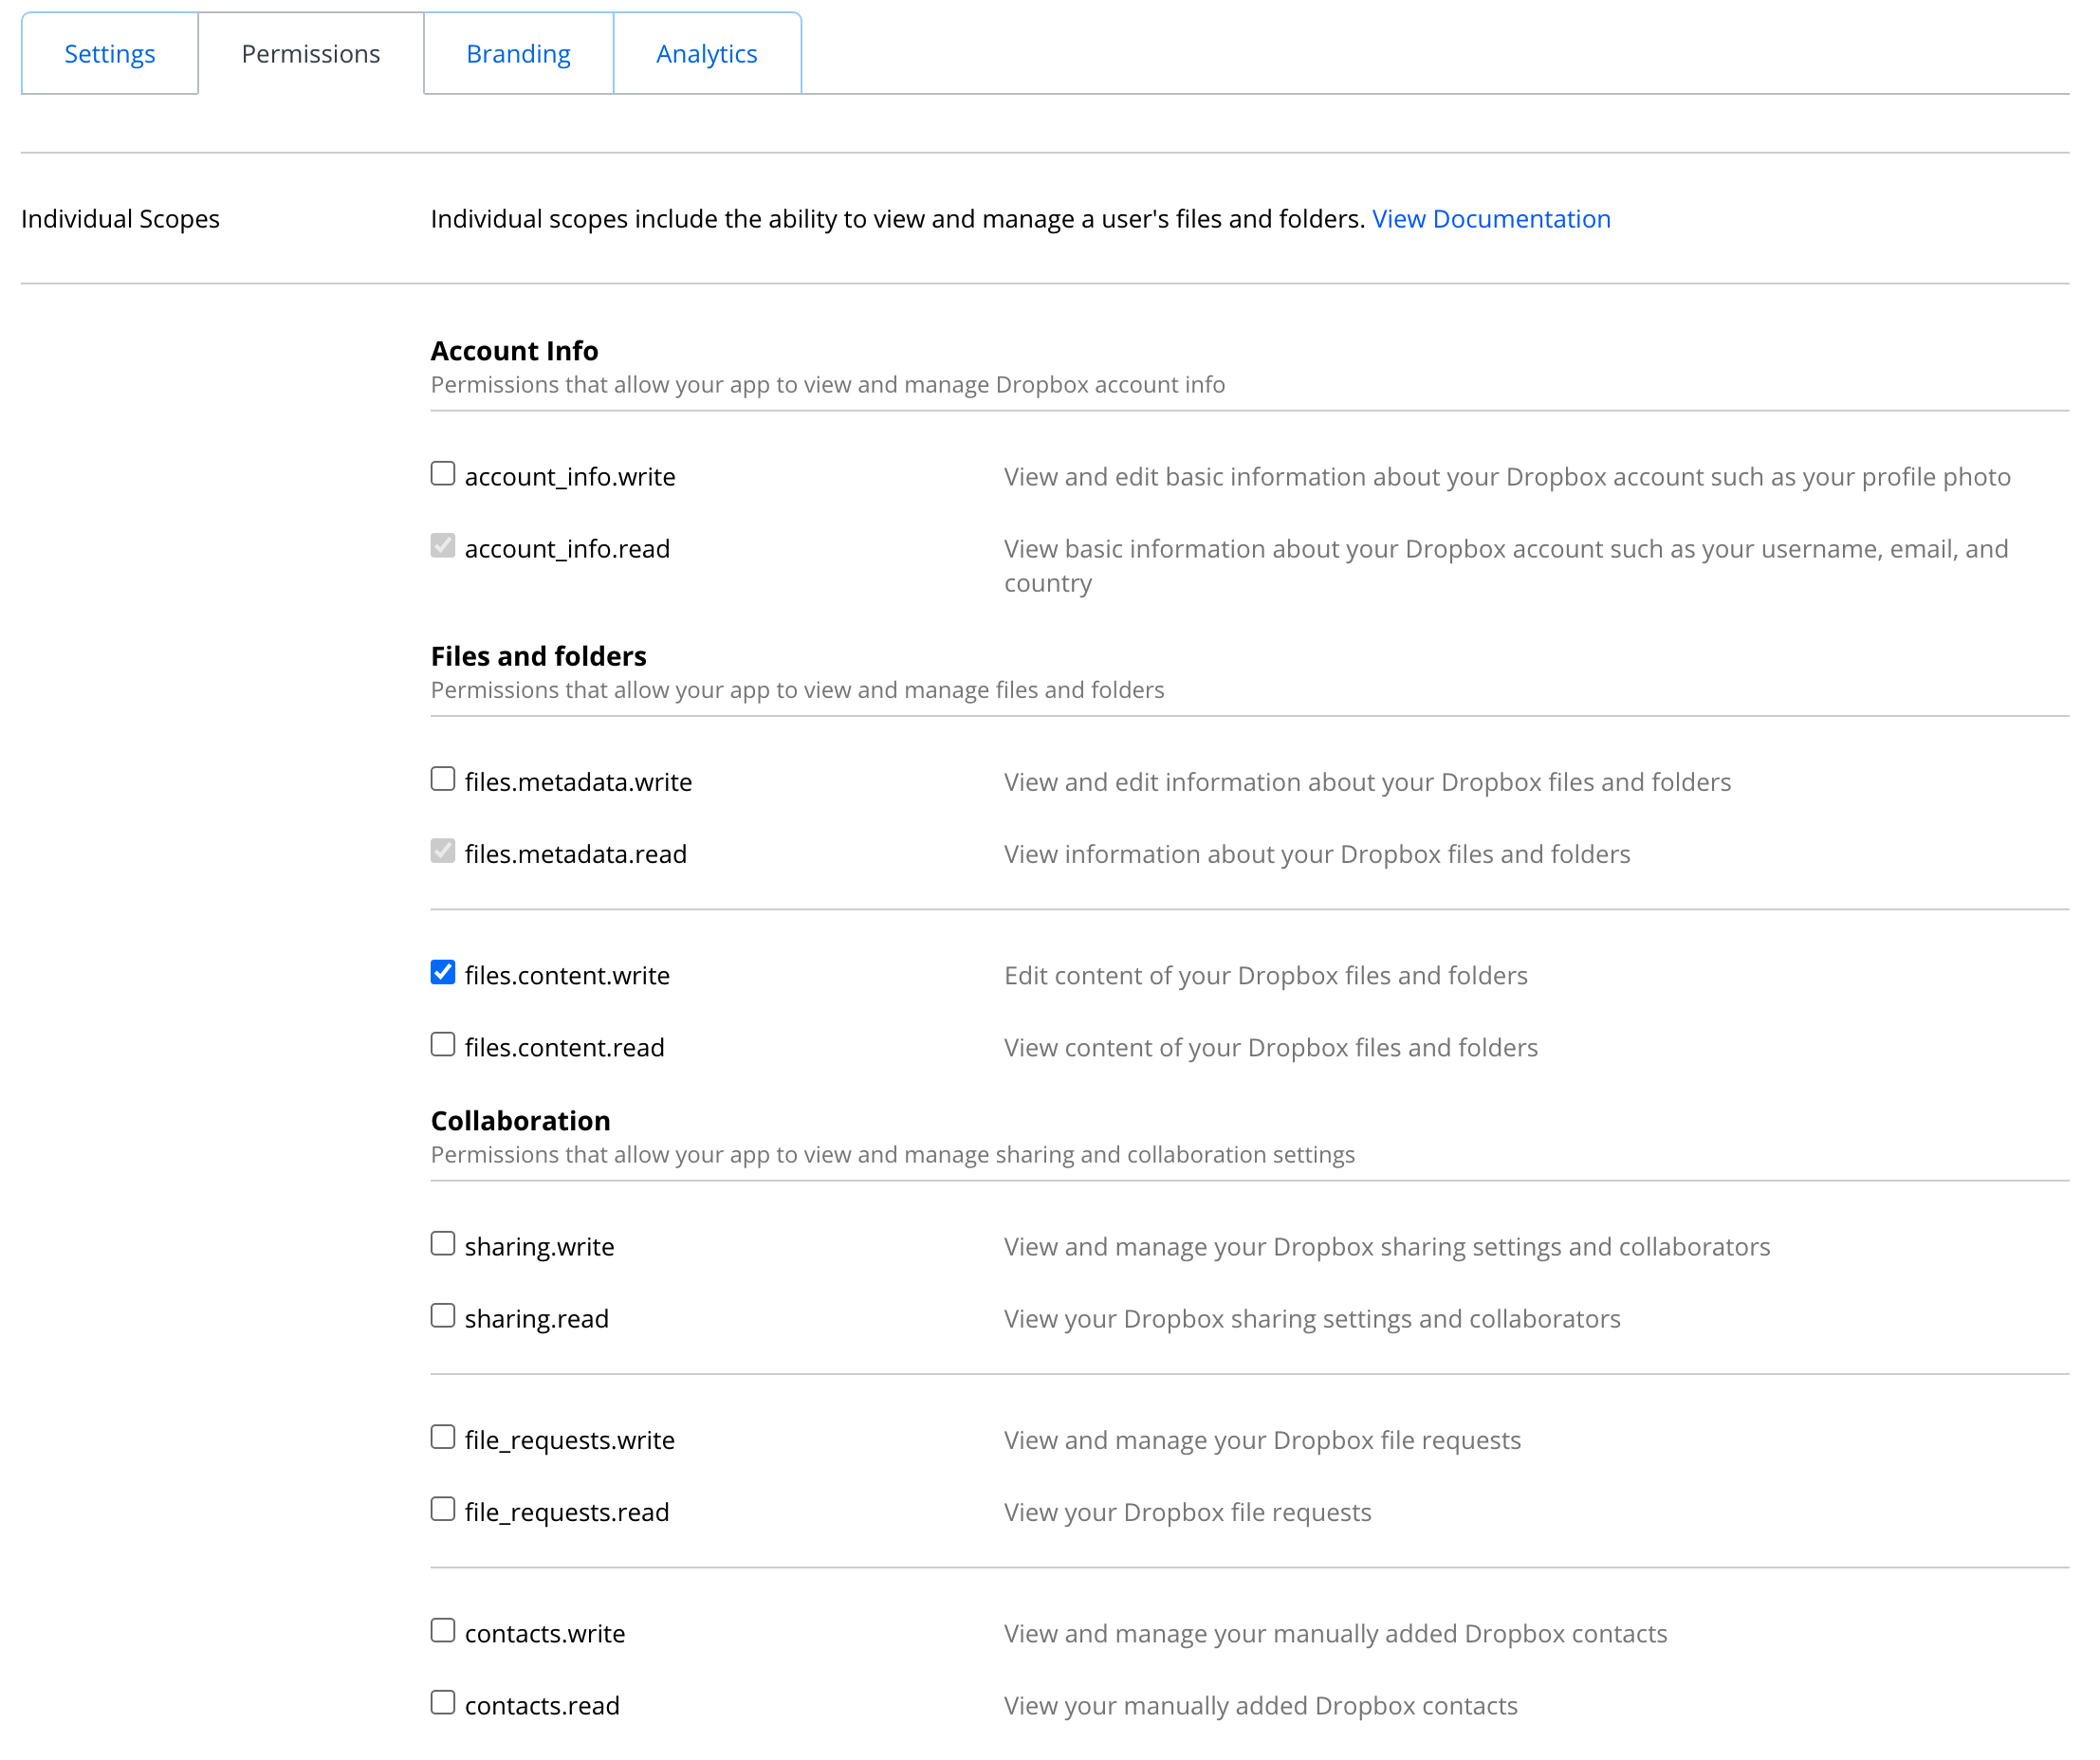 Settings
Permissions
Branding
Analytics
Individual Scopes
Individual scopes include the ability to view and manage a user's files and folders. View Documentation
Account Info
Permissions that allow your app to view and manage Dropbox account info
account_info.write
View and edit basic information about your Dropbox account such as your profile photo
account_info.read
View basic information about your Dropbox account such as your username, email, and
country
Files and folders
Permissions that allow your app to view and manage files and folders
files.metadata.write
View and edit information about your Dropbox files and folders
files.metadata.read
View information about your Dropbox files and folders
files.content.write
Edit content of your Dropbox files and folders
files.content.read
View content of your Dropbox files and folders
Collaboration
Permissions that allow your app to view and manage sharing and collaboration settings
sharing.write
View and manage your Dropbox sharing settings and collaborators
sharing.read
View your Dropbox sharing settings and collaborators
file_requests.write
View and manage your Dropbox file requests
file_requests.read
View your Dropbox file requests
contacts.write
View and manage your manually added Dropbox contacts
contacts.read
View your manually added Dropbox contacts